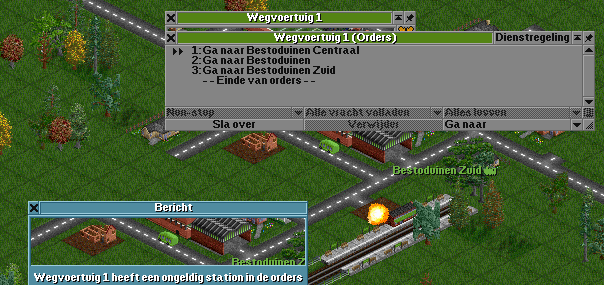 Wegvoertuig 1
Wegvoertuig 1 (Orders)
Dienstregeling
1: Ga naar Bestoduinen Centraal
2: Ga naar Bestoduinen
3: Ga naar Bestoduinen Zuid
- - Einde van orders - -
Non-stop
Alle vracht volladen
Alles lossen
Sla over
Verwijder
Ga naar
Bestoduinen Zuid
Bericht
Bestoduinen Z
Wegvoertuig 1 heeft een ongeldig station in de orders